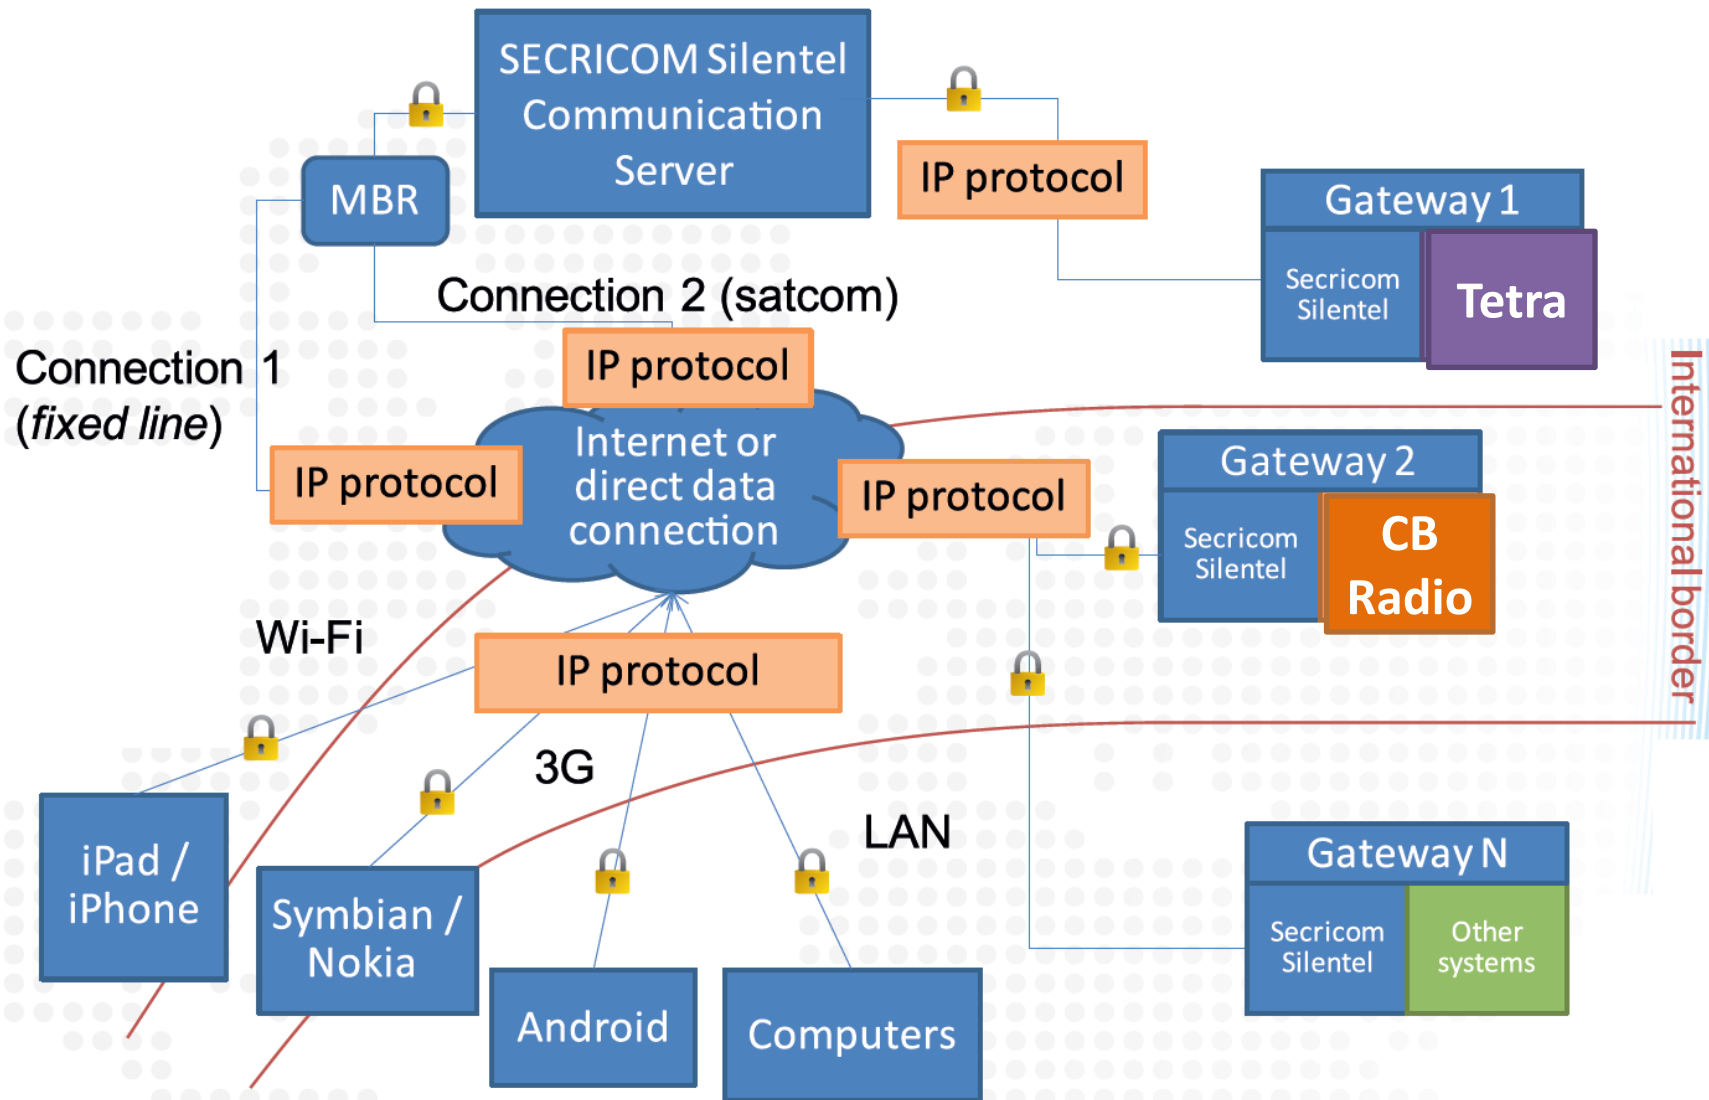 SECRICOM Silentel
Communication
Server
MBR
IP protocol
Gateway 1
Secricom
Silentel
Tetra
Connection 2 (satcom)
Connection 1
(fixed line)
IP protocol
Internet or
direct data
connection
IP protocol
IP protocol
Gateway 2
Secricom
Silentel
CB
Radio
International border
Wi-Fi
IP protocol
3G
LAN
iPad /
iPhone
Symbian /
Nokia
Android
Computers
Gateway N
Secricom
Silentel
Other
systems